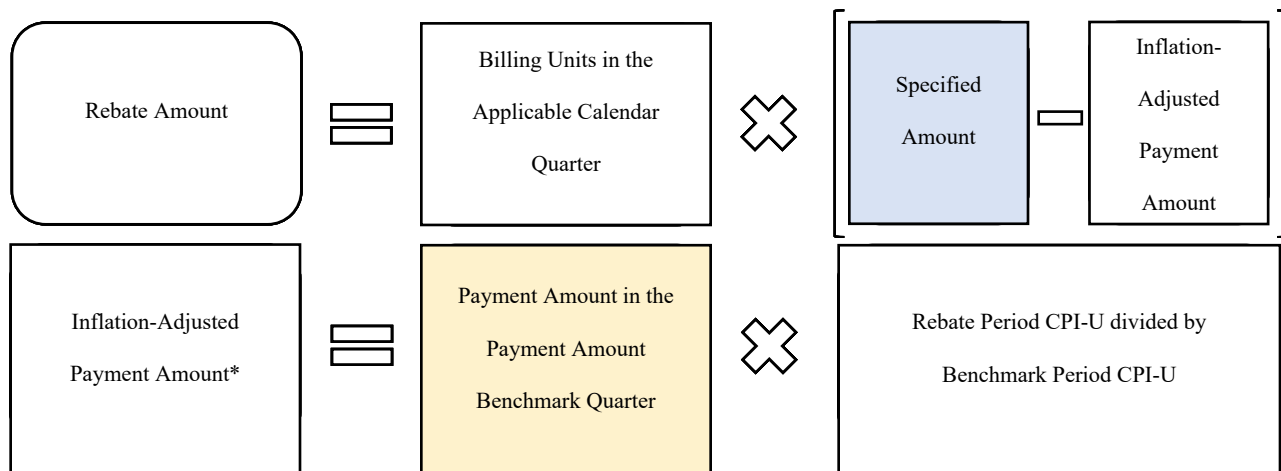 Rebate Amount
Billing Units in the
Applicable Calendar
Quarter
Specified
Amount
Inflation-
Adjusted
Payment
Amount
Inflation-Adjusted
Payment Amount*
Payment Amount in the
Payment Amount
Benchmark Quarter
Rebate Period CPI-U divided by
Benchmark Period CPI-U